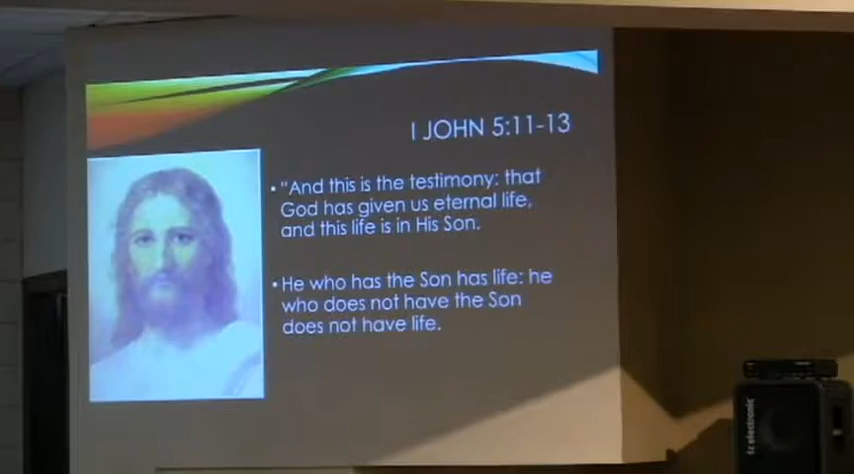 I JOHN 5:11-13
• "And this is the testimony: that
God has given us eternal life,
and this life is in His Son.
• He who has the Son has life: he
who does not have the Son
does not have life.
tc electronic